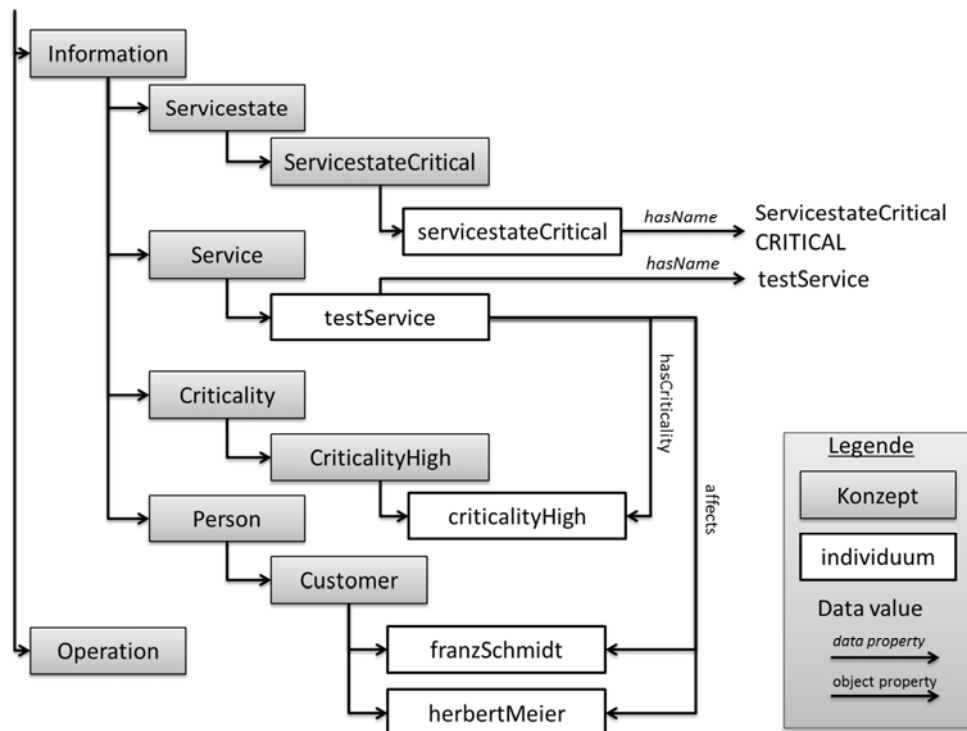 Information
Servicestate
ServicestateCritical
servicestateCritical
hasName
ServicestateCritical
CRITICAL
Service
hasName
testService
testService
hasCriticality
affects
Criticality
CriticalityHigh
criticalityHigh
Person
Customer
franzSchmidt
herbertMeier
Operation
Legende
Konzept
individuum
Data value
data property
object property